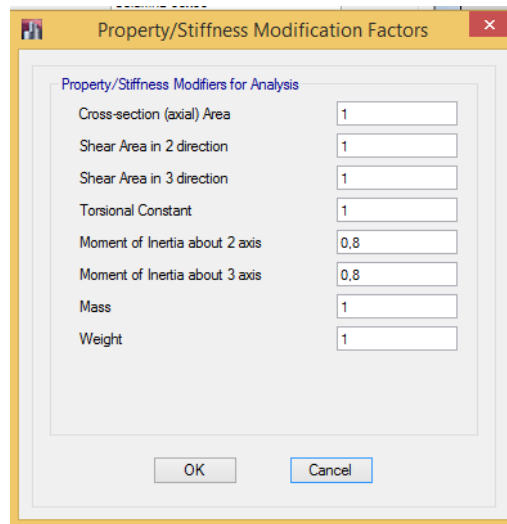 Property/Stiffness Modification Factors
Property/Stiffness Modifiers for Analysis
Cross-section (axial) Area 1
Shear Area in 2 direction 1
Shear Area in 3 direction 1
Torsional Constant 1
Moment of Inertia about 2 axis 0,8
Moment of Inertia about 3 axis 0,8
Mass 1
Weight 1
OK Cancel